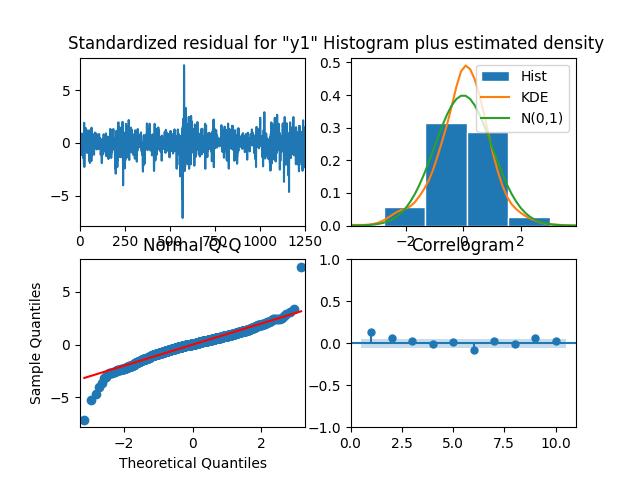 Standardized residual for "y1"
5
0
−5
0 250 500 750 1000 1250
Histogram plus estimated density
0.5
0.4
0.3
0.2
0.1
0.0
−2 0 2
Hist
KDE
N(0,1)
Normal Q-Q
Sample Quantiles
5
0
−5
−2 0 2
Theoretical Quantiles
Correlogram
1.0
0.5
0.0
−0.5
−1.0
0.0 2.5 5.0 7.5 10.0